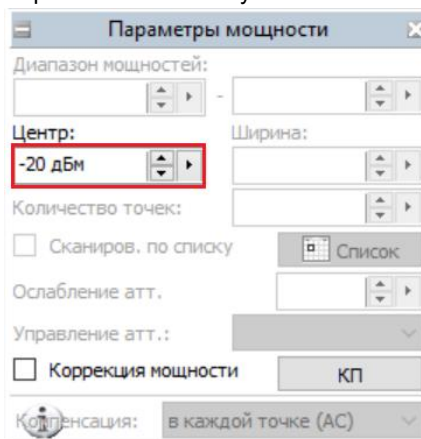 Параметры мощности
Диапазон мощностей:
-
Центр: Ширина:
-20 дБм
Количество точек:
Сканиров. по списку Список
Ослабление атт.
Управление атт.:
Коррекция мощности КП
Компенсация: в каждой точке (АС)